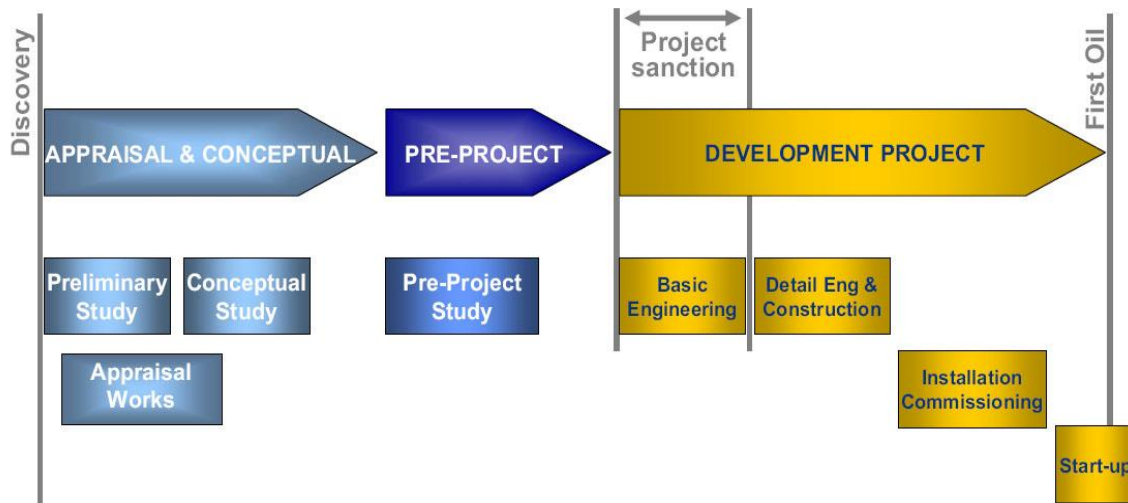 Discovery
Project
sanction
First Oil
APPRAISAL & CONCEPTUAL
PRE-PROJECT
DEVELOPMENT PROJECT
Preliminary
Study
Conceptual
Study
Pre-Project
Study
Basic
Engineering
Detail Eng &
Construction
Appraisal
Works
Installation
Commissioning
Start-up